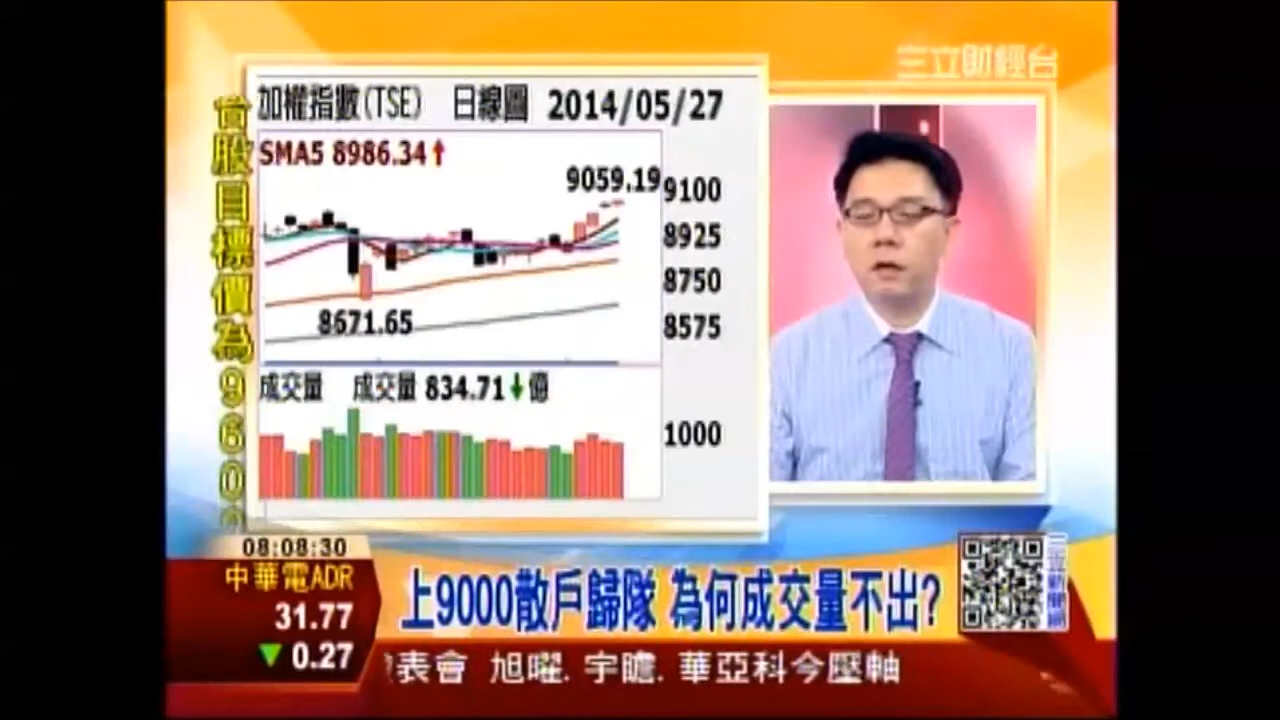 三立財經台
加權指數(TSE) 日線圖 2014/05/27
SMA5 8986.34↑
9059.19
9100
8925
8750
8575
8671.65
成交量 成交量 834.71↓億
1000
股目標價為960
08:08:30
中華電ADR
31.77
▼ 0.27
上9000散戶歸隊 為何成交量不出?
表會 旭曜. 宇瞻. 華亞科今壓軸